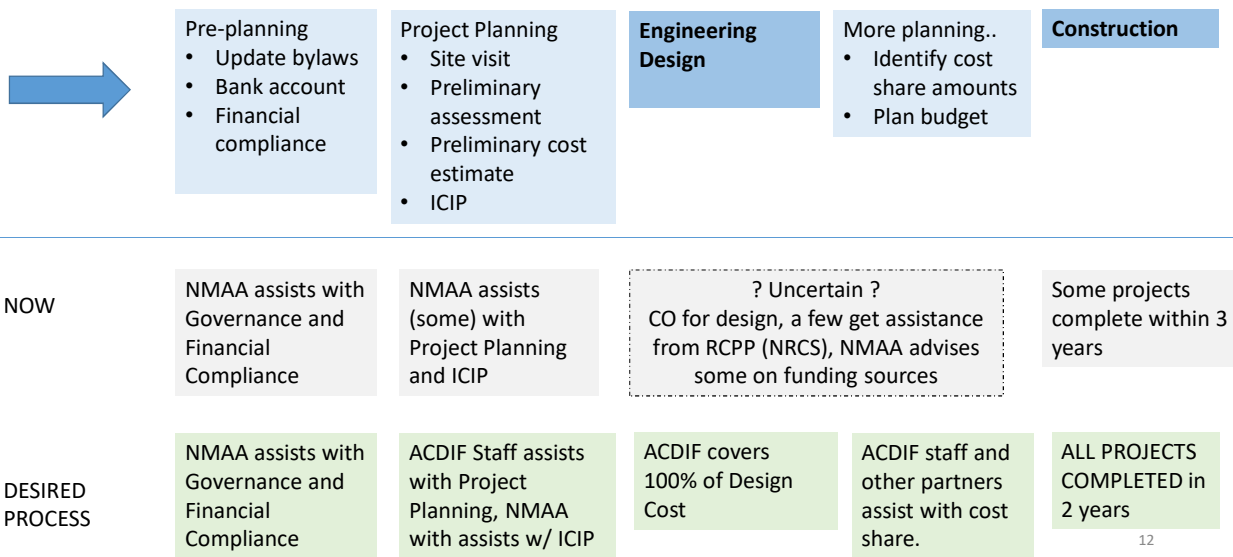 Pre-planning
• Update bylaws
• Bank account
• Financial
compliance
Project Planning
• Site visit
• Preliminary
assessment
• Preliminary cost
estimate
• ICIP
Engineering
Design
More planning..
• Identify cost
share amounts
• Plan budget
Construction
NOW
NMAA assists with
Governance and
Financial
Compliance
NMAA assists
(some) with
Project Planning
and ICIP
? Uncertain ?
CO for design, a few get assistance
from RCPP (NRCS), NMAA advises
some on funding sources
Some projects
complete within 3
years
DESIRED
PROCESS
NMAA assists with
Governance and
Financial
Compliance
ACDIF Staff assists
with Project
Planning, NMAA
with assists w/ ICIP
ACDIF covers
100% of Design
Cost
ACDIF staff and
other partners
assist with cost
share.
ALL PROJECTS
COMPLETED in
2 years
12